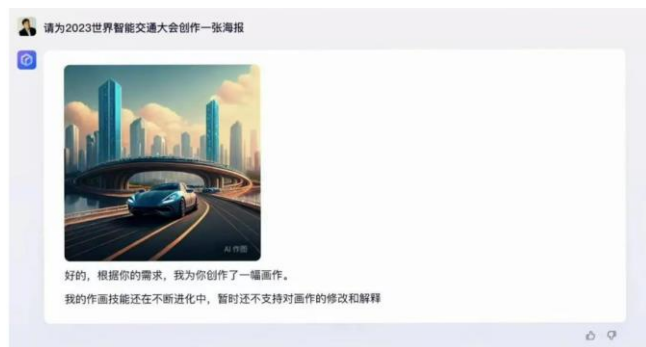 请为2023世界智能交通大会创作一张海报
AI 作图
好的，根据你的需求，我为你创作了一幅画作。
我的作画技能还在不断进化中，暂时还不支持对画作的修改和解释